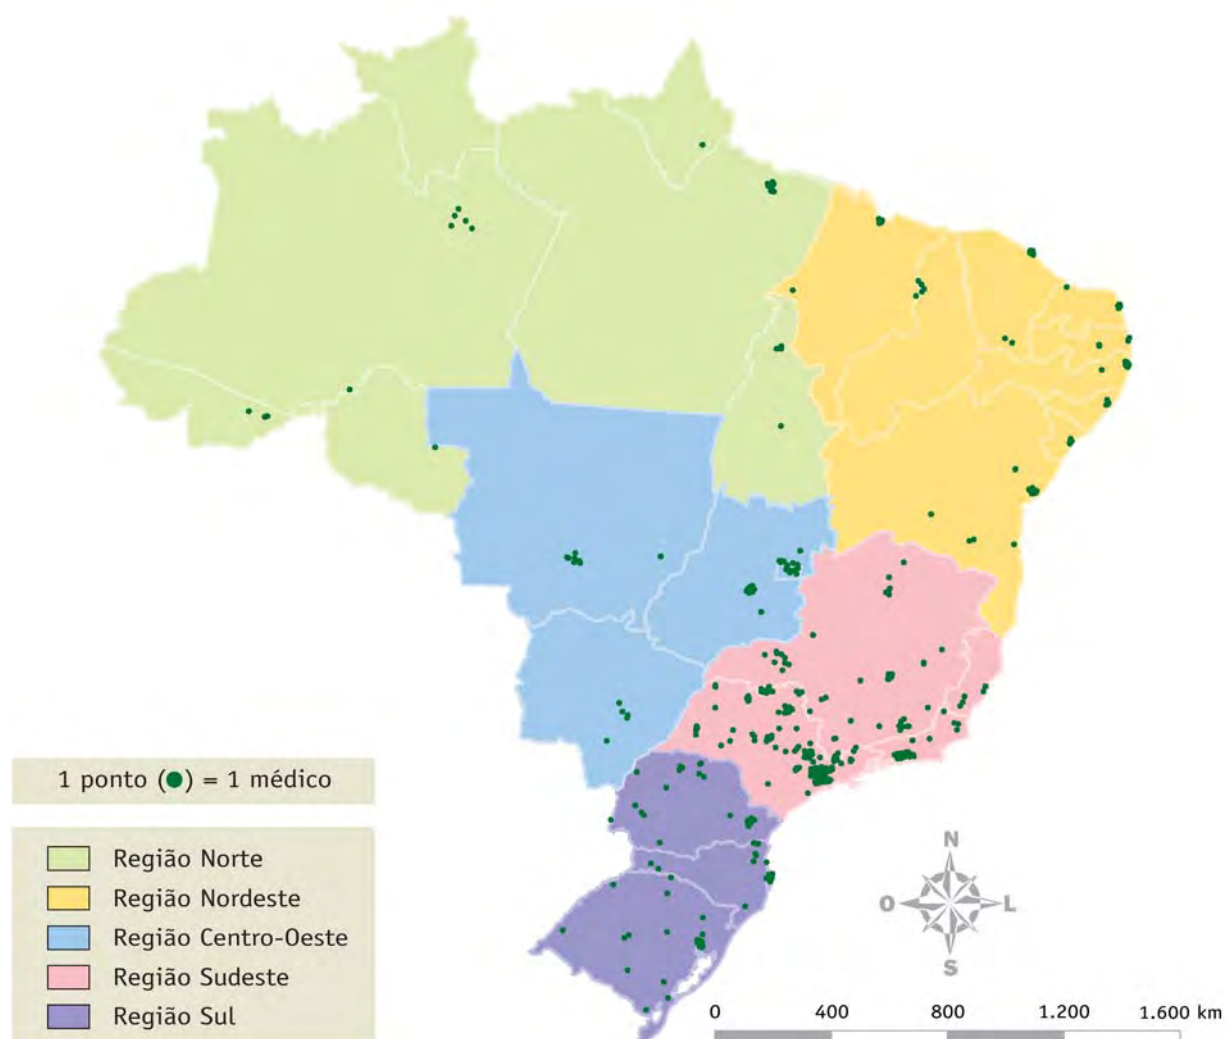 1 ponto (●) = 1 médico
Região Norte
Região Nordeste
Região Centro-Oeste
Região Sudeste
Região Sul
N
O
L
S
0 400 800 1.200 1.600 km